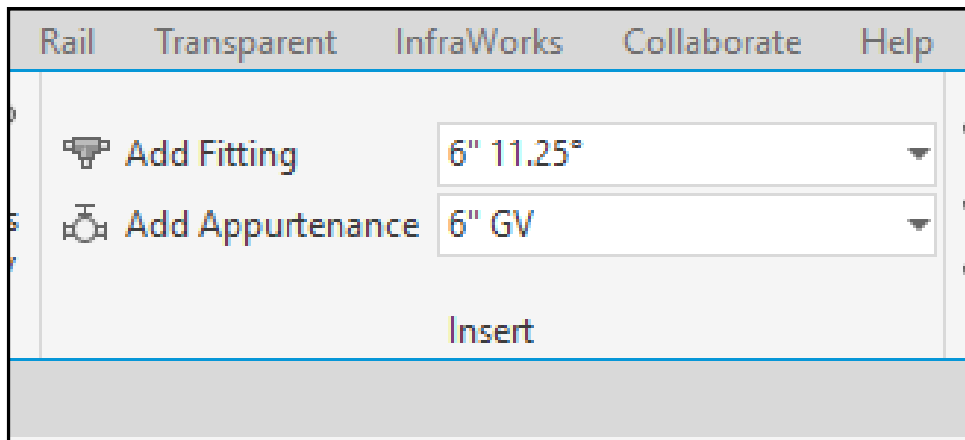 Rail Transparent InfraWorks Collaborate Help
Add Fitting 6" 11.25°
Add Appurtenance 6" GV
Insert